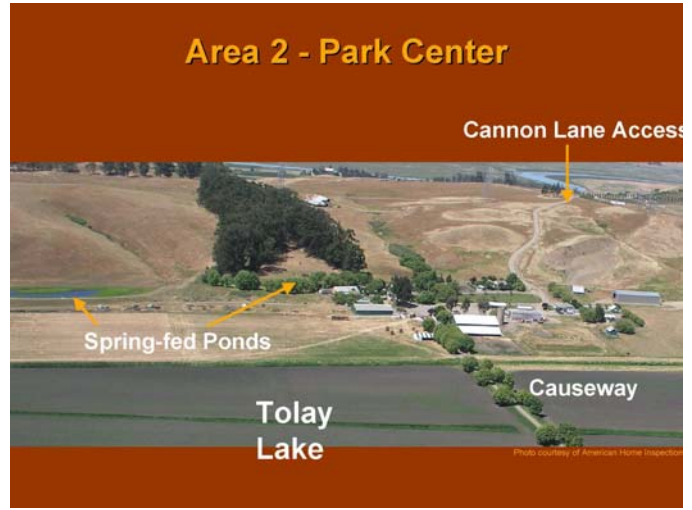 Area 2 - Park Center
Cannon Lane Access
Spring-fed Ponds
Causeway
Tolay
Lake
Photo courtesy of American Home Inspection